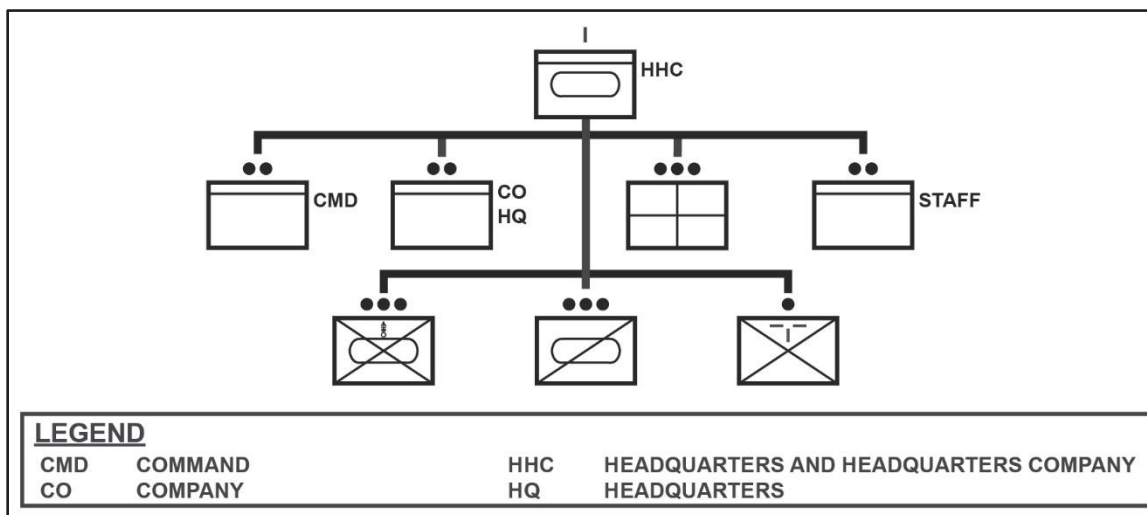 HHC
CMD
CO
HQ
STAFF
LEGEND
CMD COMMAND HHC HEADQUARTERS AND HEADQUARTERS COMPANY
CO COMPANY HQ HEADQUARTERS